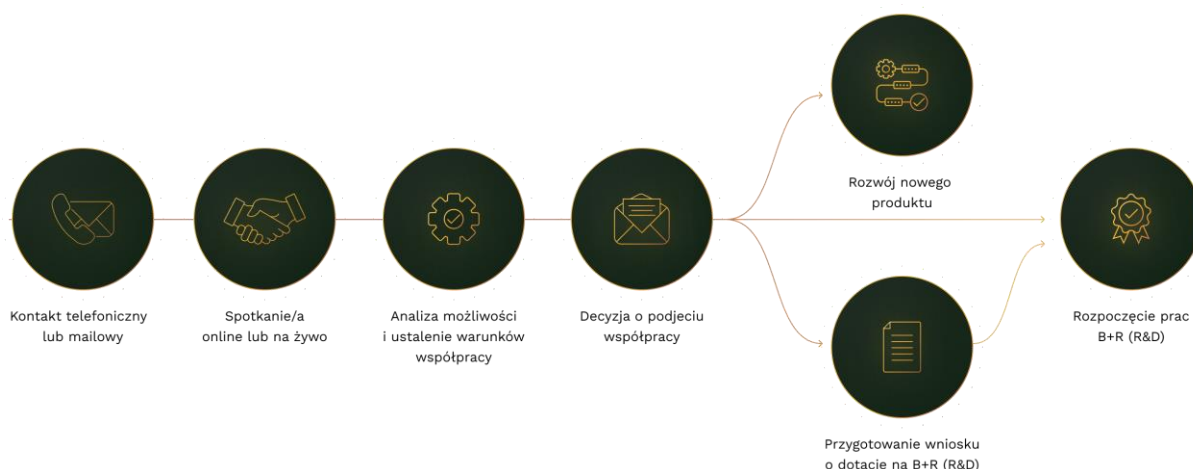 Kontakt telefoniczny
lub mailowy
Spotkanie/a
online lub na żywo
Analiza możliwości
i ustalenie warunków
współpracy
Decyzja o podjeciu
współpracy
Rozwój nowego
produktu
Przygotowanie wniosku
o dotacje na B+R (R&D)
Rozpoczęcie prac
B+R (R&D)